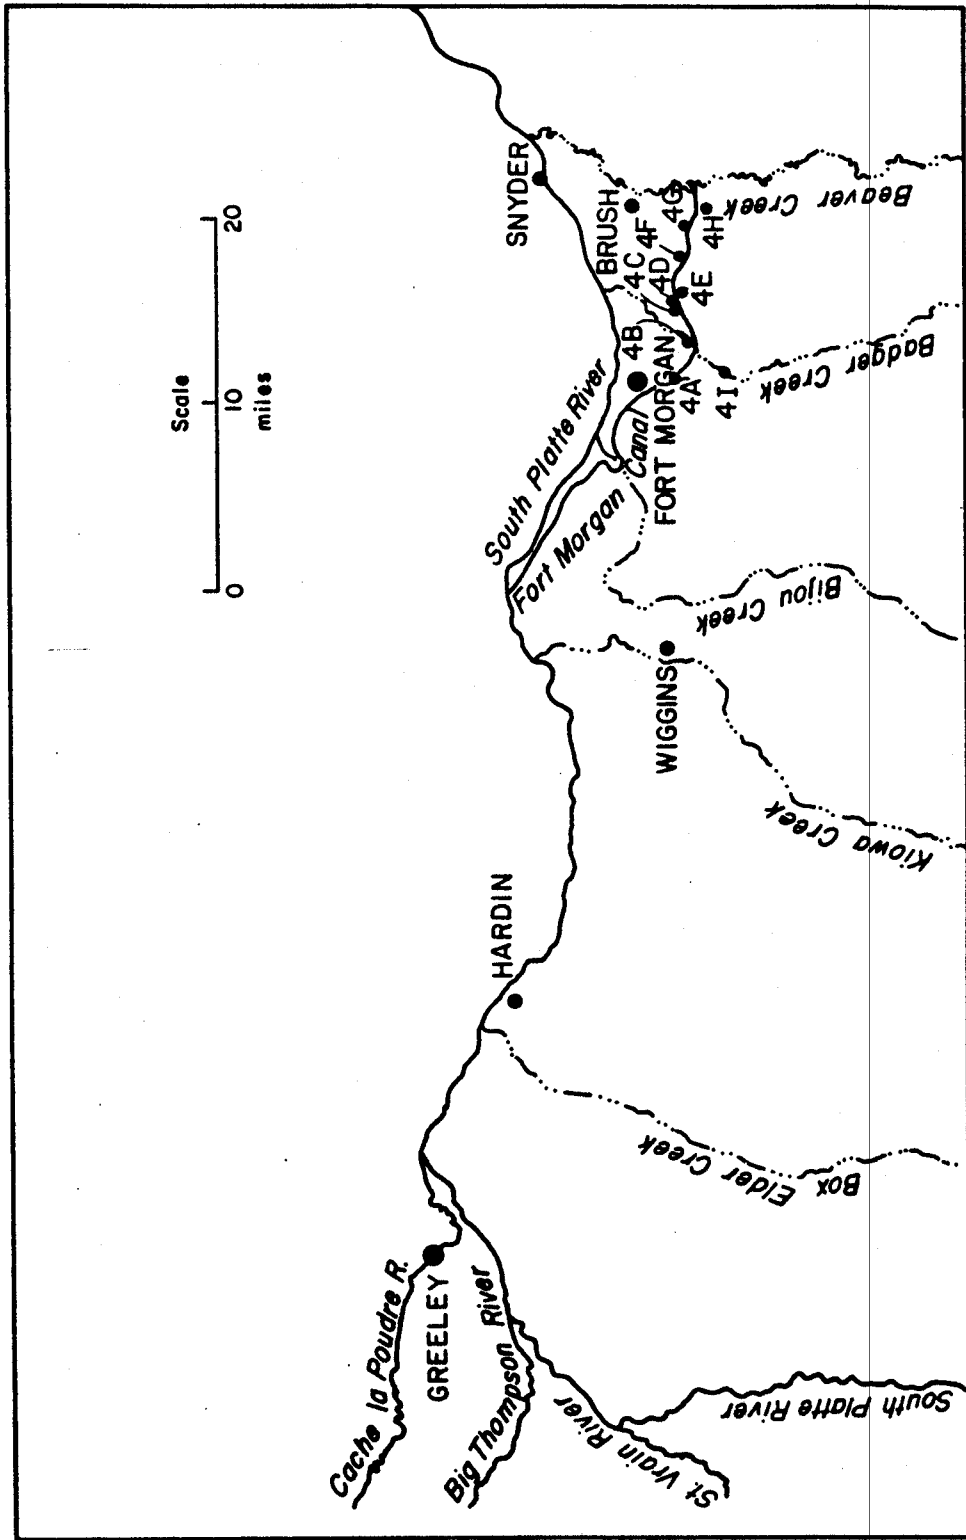 Scale
0 10 20
miles
SNYDER
BRUSH
South Platte River
Fort Morgan Canal
FORT MORGAN
4A
4B
4C
4D
4E
4F
4G
4H
4I
Beaver Creek
Badger Creek
Bijou Creek
WIGGINS
Kiowa Creek
HARDIN
Box Elder Creek
Cache la Poudre R.
GREELEY
Big Thompson River
St. Vrain River
South Platte River